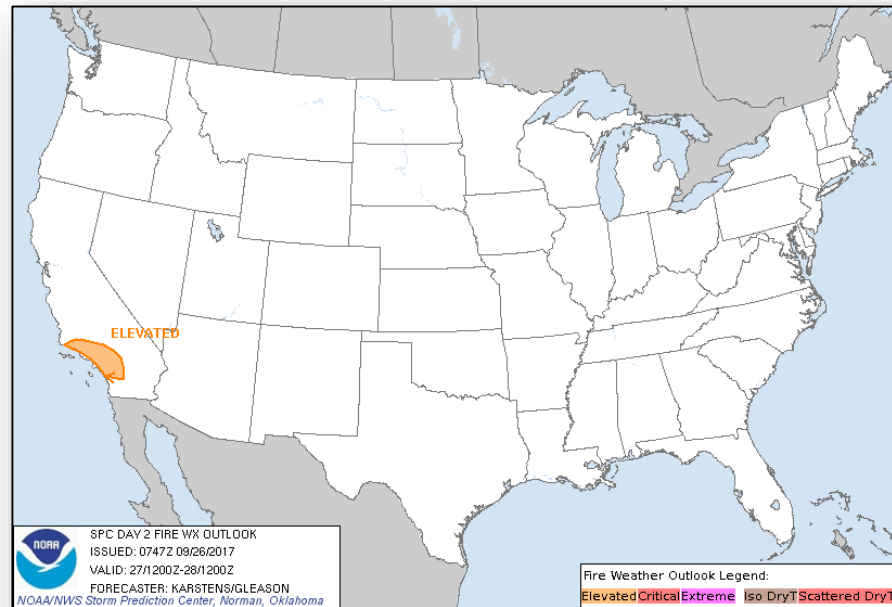 ELEVATED
NOAA
SPC DAY 2 FIRE WX OUTLOOK
ISSUED: 0747Z 09/26/2017
VALID: 27/1200Z-28/1200Z
FORECASTER: KARSTENS/GLEASON
NOAA/NWS Storm Prediction Center, Norman, Oklahoma
Fire Weather Outlook Legend:
Elevated Critical Extreme Iso DryT Scattered DryT